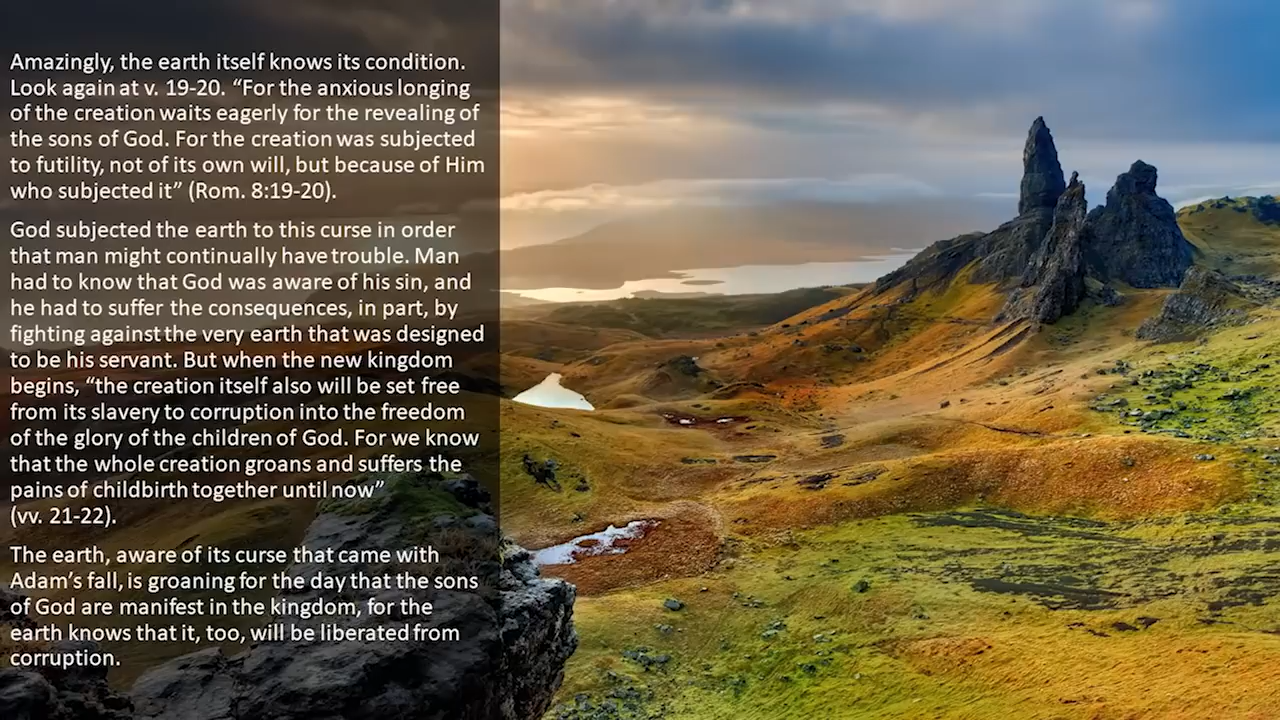 Amazingly, the earth itself knows its condition.
Look again at v. 19-20. “For the anxious longing
of the creation waits eagerly for the revealing of
the sons of God. For the creation was subjected
to futility, not of its own will, but because of Him
who subjected it” (Rom. 8:19-20).
God subjected the earth to this curse in order
that man might continually have trouble. Man
had to know that God was aware of his sin, and
he had to suffer the consequences, in part, by
fighting against the very earth that was designed
to be his servant. But when the new kingdom
begins, “the creation itself also will be set free
from its slavery to corruption into the freedom
of the glory of the children of God. For we know
that the whole creation groans and suffers the
pains of childbirth together until now”
(vv. 21-22).
The earth, aware of its curse that came with
Adam’s fall, is groaning for the day that the sons
of God are manifest in the kingdom, for the
earth knows that it, too, will be liberated from
corruption.